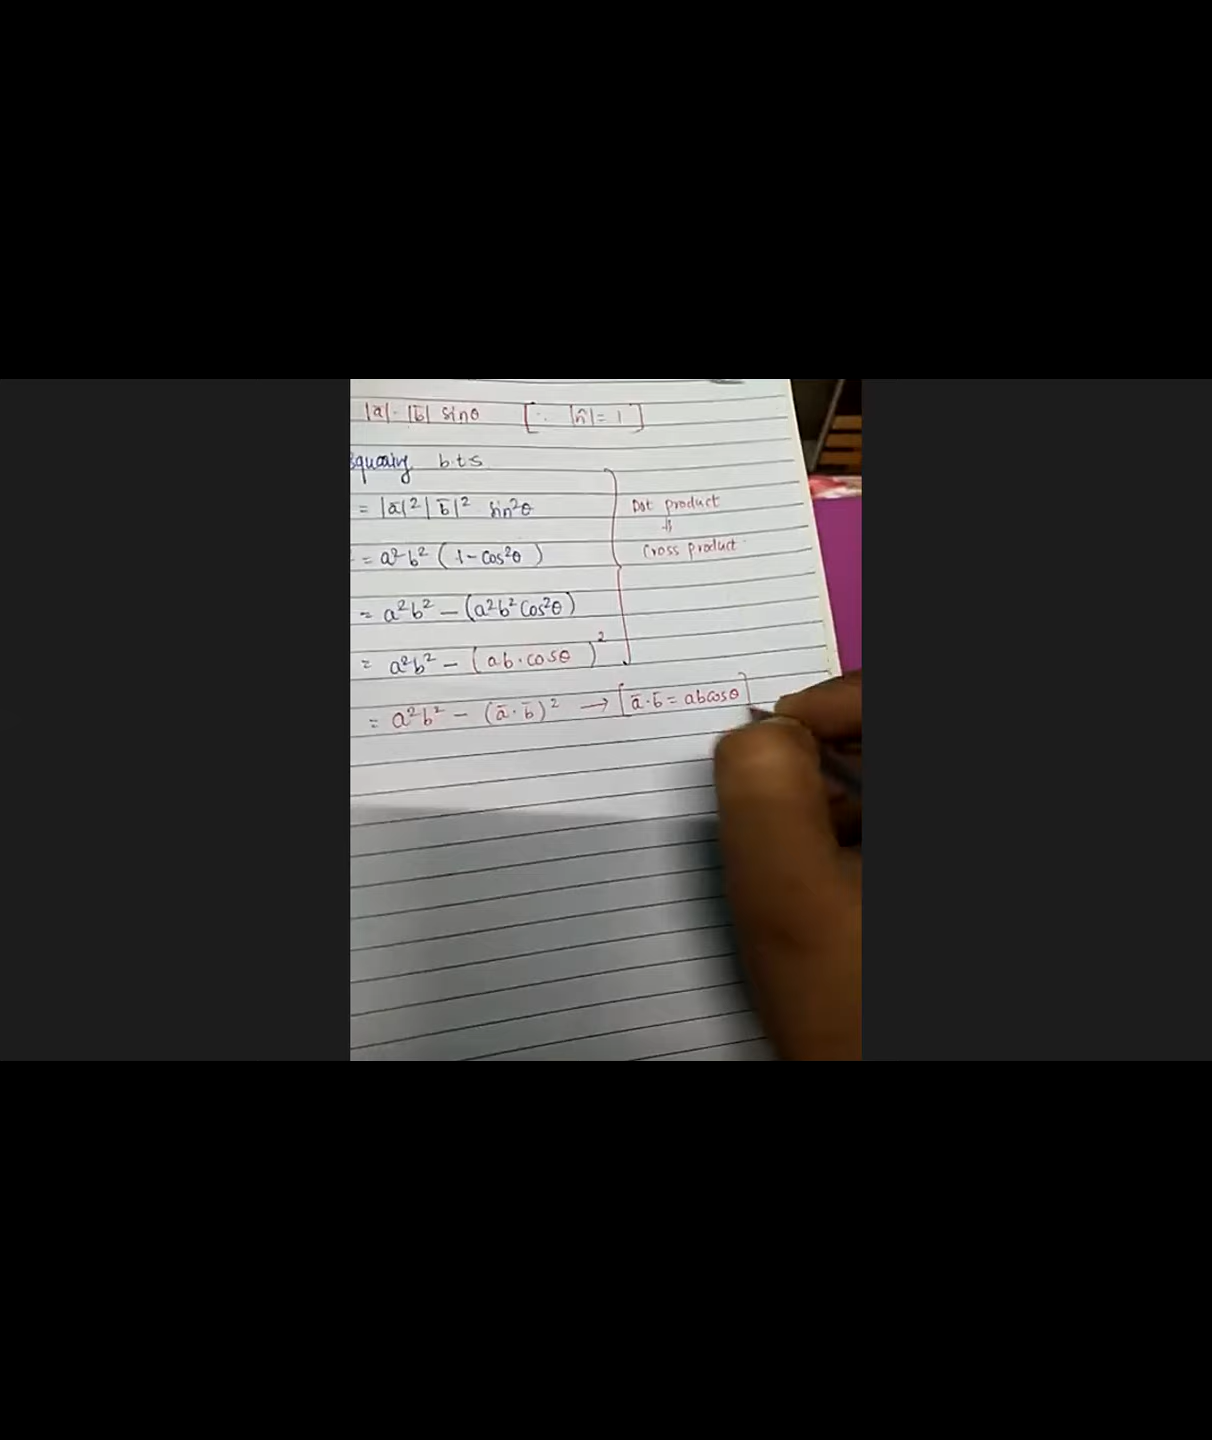 |a̅|·|b̅| sinθ [∵ |n̂| = 1]
Squaring b.t.s
= |a̅|²|b̅|² sin²θ
= a²b² (1 - cos²θ)
= a²b² - (a²b² cos²θ)
= a²b² - (ab·cosθ)²
= a²b² - (a̅·b̅)² → [a̅·b̅ = abcosθ]
Dot product
⇓
Cross product